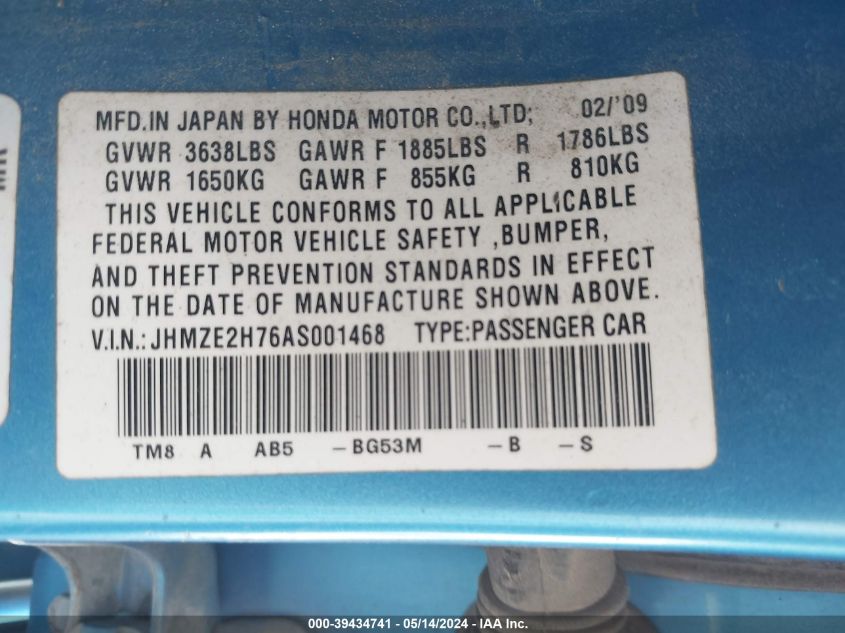 MFD.IN JAPAN BY HONDA MOTOR CO.,LTD; 02/'09
GVWR 3638LBS GAWR F 1885LBS R 1786LBS
GVWR 1650KG GAWR F 855KG R 810KG
THIS VEHICLE CONFORMS TO ALL APPLICABLE
FEDERAL MOTOR VEHICLE SAFETY ,BUMPER,
AND THEFT PREVENTION STANDARDS IN EFFECT
ON THE DATE OF MANUFACTURE SHOWN ABOVE.
V.I.N.:JHMZE2H76AS001468 TYPE:PASSENGER CAR
TM8 A AB5 -BG53M -B -S
000-39434741 - 05/14/2024 - IAA Inc.